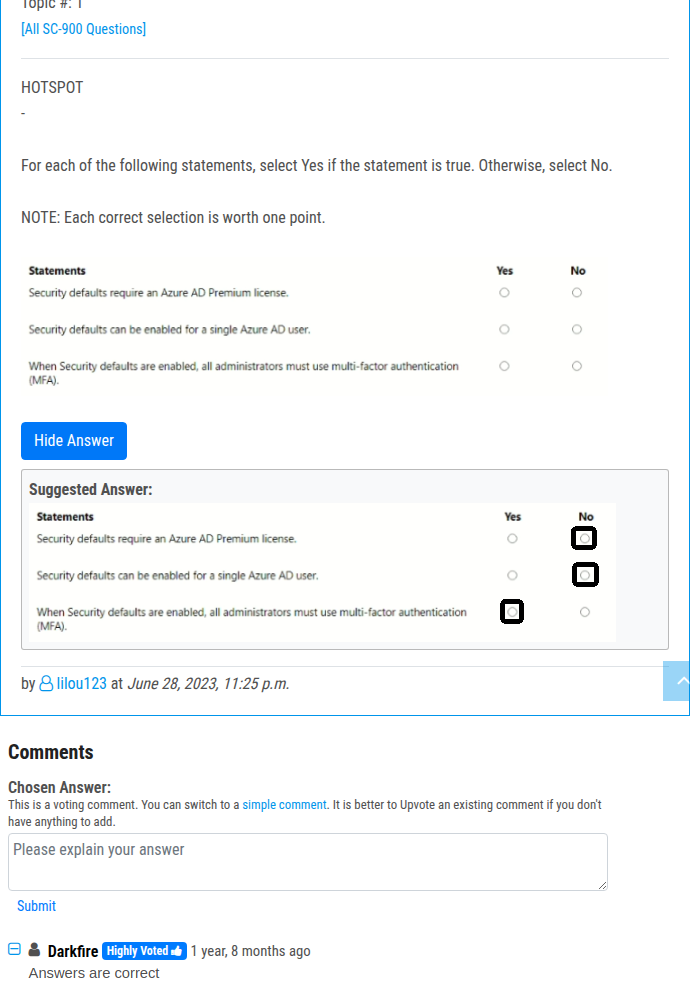 Topic #: 1
[All SC-900 Questions]
HOTSPOT
-
For each of the following statements, select Yes if the statement is true. Otherwise, select No.
NOTE: Each correct selection is worth one point.
Statements Yes No
Security defaults require an Azure AD Premium license.
Security defaults can be enabled for a single Azure AD user.
When Security defaults are enabled, all administrators must use multi-factor authentication
(MFA).
Hide Answer
Suggested Answer:
Statements Yes No
Security defaults require an Azure AD Premium license.
Security defaults can be enabled for a single Azure AD user.
When Security defaults are enabled, all administrators must use multi-factor authentication
(MFA).
by lilou123 at June 28, 2023, 11:25 p.m.
Comments
Chosen Answer:
This is a voting comment. You can switch to a simple comment. It is better to Upvote an existing comment if you don't
have anything to add.
Please explain your answer
Submit
Darkfire Highly Voted 1 year, 8 months ago
Answers are correct